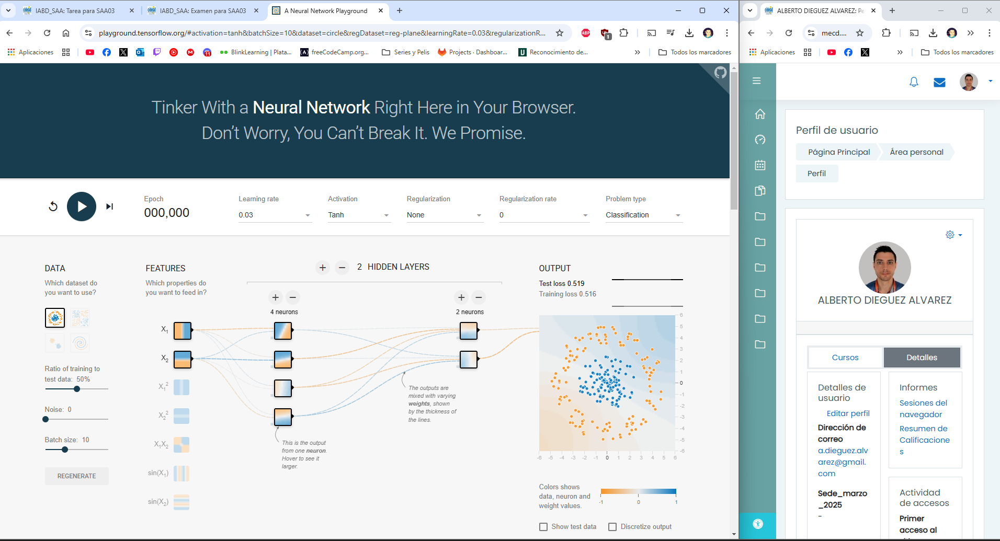 IABD_SAA: Tarea para SAA03
IABD_SAA: Examen para SAA03
A Neural Network Playground
playground.tensorflow.org/#activation=tanh&batchSize=10&dataset=circle&regDataset=reg-plane&learningRate=0.03&regularizationR...
ABP
1
Aplicaciones
11
BlinkLearning | Plata...
freeCodeCamp.org...
Series y Pelis
Projects · Dashboar...
Reconocimiento de...
»
Todos los marcadores
Tinker With a Neural Network Right Here in Your Browser.
Don't Worry, You Can't Break It. We Promise.
Epoch
000,000
Learning rate
0.03
Activation
Tanh
Regularization
None
Regularization rate
0
Problem type
Classification
DATA
Which dataset do
you want to use?
Ratio of training to
test data: 50%
Noise: 0
Batch size: 10
REGENERATE
FEATURES
Which properties do
you want to feed in?
X1
X2
X1²
X2²
X1X2
sin(X1)
sin(X2)
+ − 2 HIDDEN LAYERS
+ −
4 neurons
+ −
2 neurons
The outputs are
mixed with varying
weights, shown
by the thickness of
the lines.
This is the output
from one neuron.
Hover to see it
larger.
OUTPUT
Test loss 0.519
Training loss 0.516
6
5
4
3
2
1
0
-1
-2
-3
-4
-5
-6
-6 -5 -4 -3 -2 -1 0 1 2 3 4 5 6
Colors shows
data, neuron and
weight values.
-1 0 1
Show test data
Discretize output
ALBERTO DIEGUEZ ALVAREZ: Pe
mecd....
»
Aplicaciones
»
Todos los marcadores
Perfil de usuario
Página Principal
Área personal
Perfil
ALBERTO DIEGUEZ ALVAREZ
Cursos
Detalles
Detalles de
usuario
Editar perfil
Dirección de
correo
a.dieguez.alv
arez@gmail.
com
Sede_marzo
_2025
-
Informes
Sesiones del
navegador
Resumen de
Calificacione
s
Actividad
de accesos
Primer
acceso al